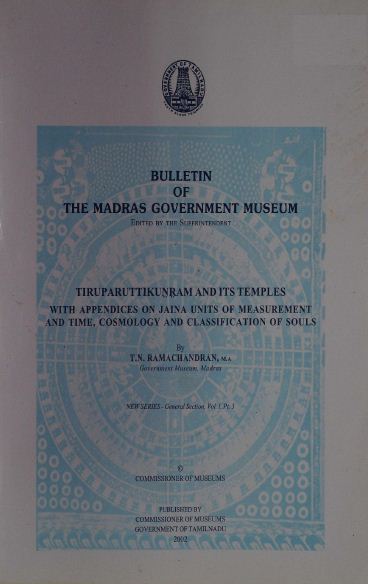 BULLETIN
OF
THE MADRAS GOVERNMENT MUSEUM
EDITED BY THE SUPERINTENDENT
TIRUPARUTTIKUṆṞAM AND ITS TEMPLES
WITH APPENDICES ON JAINA UNITS OF MEASUREMENT
AND TIME, COSMOLOGY AND CLASSIFICATION OF SOULS
By
T.N. RAMACHANDRAN, M.A
Government Museum, Madras
NEW SERIES - General Section, Vol. I, Pt. 3
©
COMMISSIONER OF MUSEUMS
PUBLISHED BY
COMMISSIONER OF MUSEUMS
GOVERNMENT OF TAMILNADU
2002